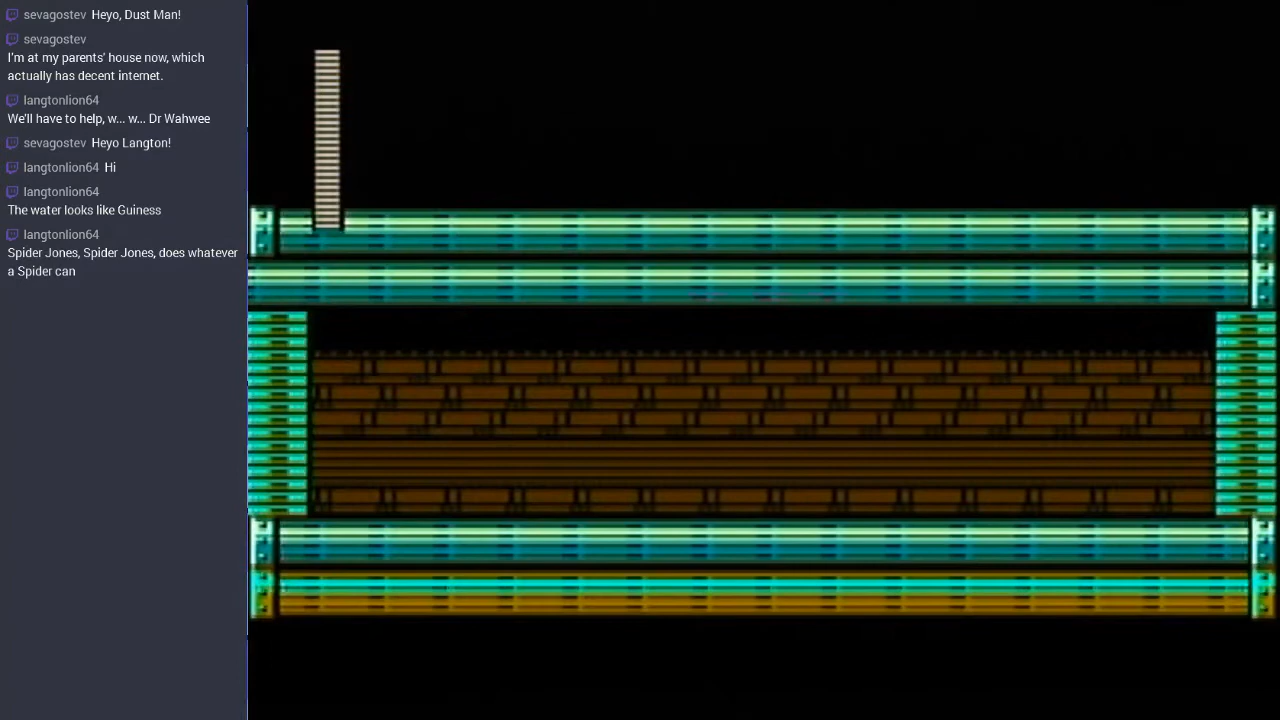 sevagostev Heyo, Dust Man!
sevagostev
I'm at my parents' house now, which
actually has decent internet.
langtonlion64
We'll have to help, w... w... Dr Wahwee
sevagostev Heyo Langton!
langtonlion64 Hi
langtonlion64
The water looks like Guiness
langtonlion64
Spider Jones, Spider Jones, does whatever
a Spider can